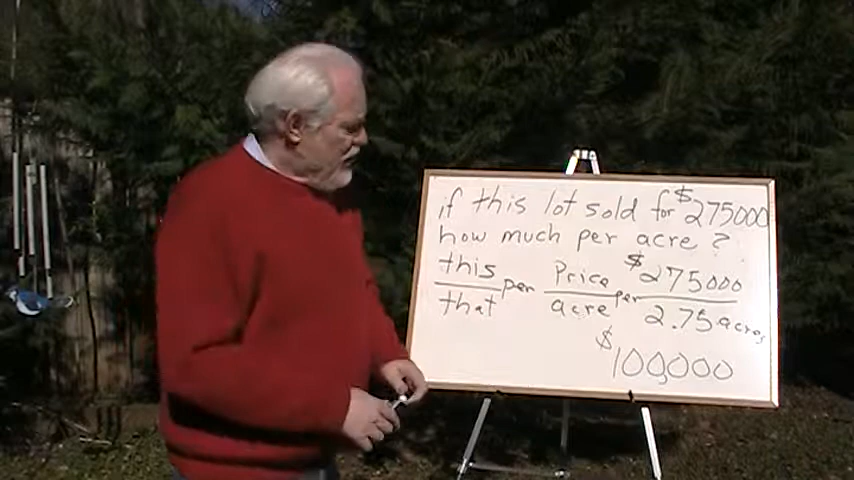 if this lot sold for $275000
how much per acre ?
this per Price per $275000
that acre 2.75 acres
$100,000